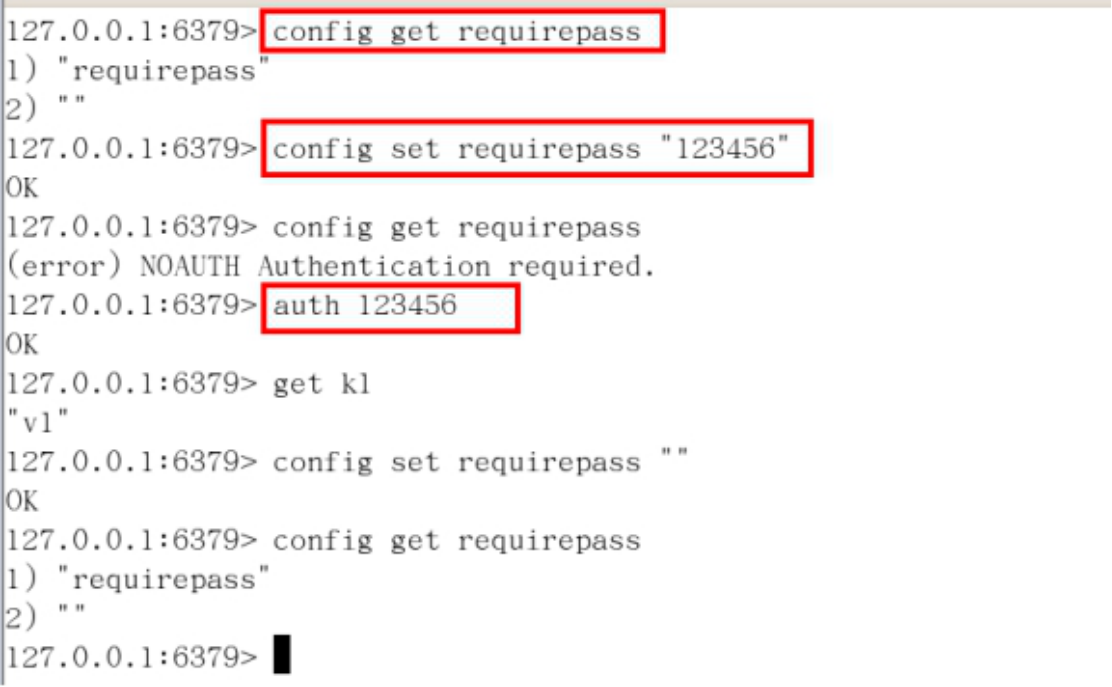 127.0.0.1:6379> config get requirepass
1) "requirepass"
2) ""
127.0.0.1:6379> config set requirepass "123456"
OK
127.0.0.1:6379> config get requirepass
(error) NOAUTH Authentication required.
127.0.0.1:6379> auth 123456
OK
127.0.0.1:6379> get k1
"v1"
127.0.0.1:6379> config set requirepass ""
OK
127.0.0.1:6379> config get requirepass
1) "requirepass"
2) ""
127.0.0.1:6379>